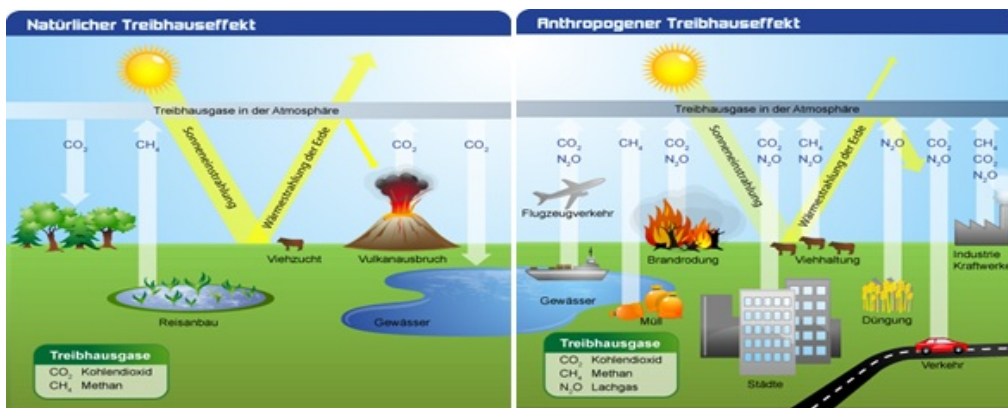 Natürlicher Treibhauseffekt
Treibhausgase in der Atmosphäre
CO₂
CH₄
Sonneneinstrahlung
Wärmestrahlung der Erde
CO₂
CO₂
Viehzucht
Vulkanausbruch
Reisanbau
Gewässer
Treibhausgase
CO₂ Kohlendioxid
CH₄ Methan
Anthropogener Treibhauseffekt
Treibhausgase in der Atmosphäre
CO₂
N₂O
CH₄
CO₂
N₂O
Sonneneinstrahlung
CO₂
N₂O
CH₄
N₂O
Wärmestrahlung der Erde
N₂O
CO₂
N₂O
CH₄
CO₂
N₂O
Flugzeugverkehr
Brandrodung
Viehhaltung
Industrie
Kraftwerke
Gewässer
Müll
Düngung
Städte
Verkehr
Treibhausgase
CO₂ Kohlendioxid
CH₄ Methan
N₂O Lachgas